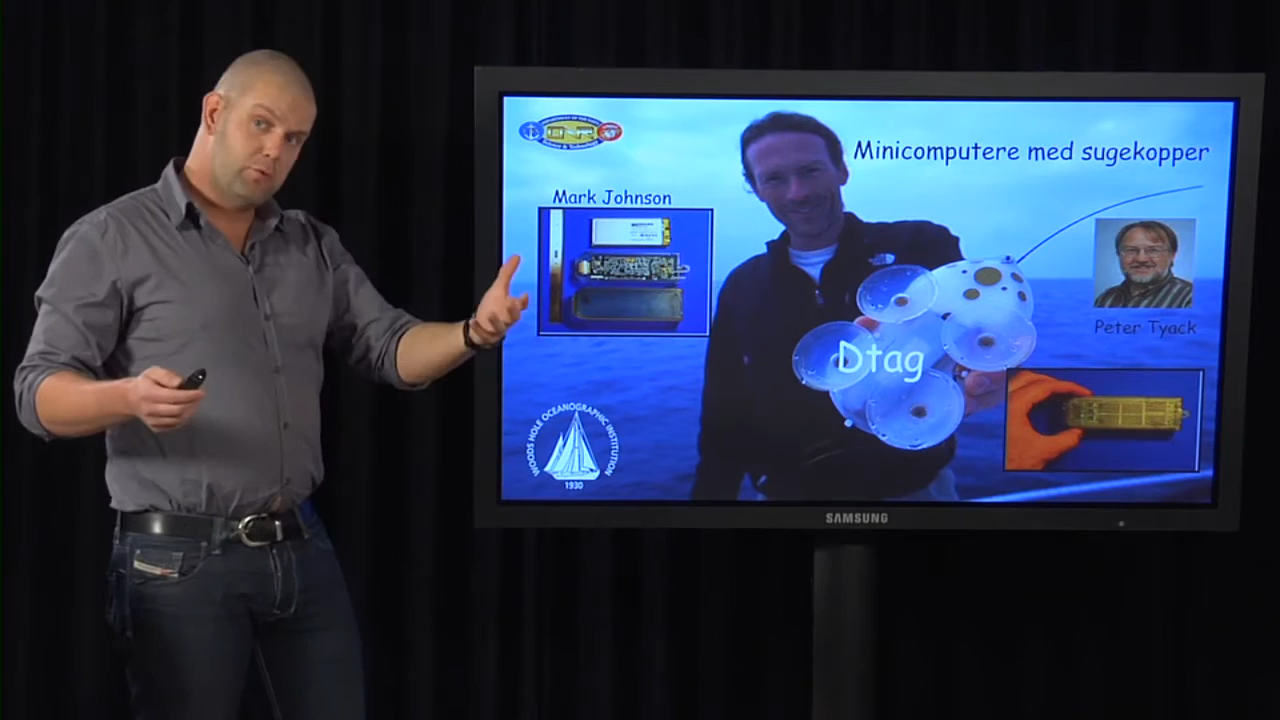 Minicomputere med sugekopper
Mark Johnson
Peter Tyack
Dtag
WOODS HOLE OCEANOGRAPHIC INSTITUTION
1930
SAMSUNG